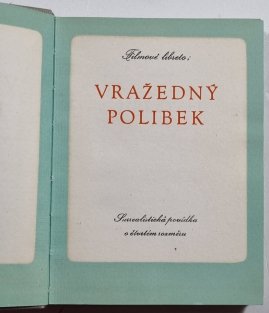 Filmové libreto:
VRAŽEDNÝ
POLIBEK
Surrealistická povídka
o čtvrtém rozměru